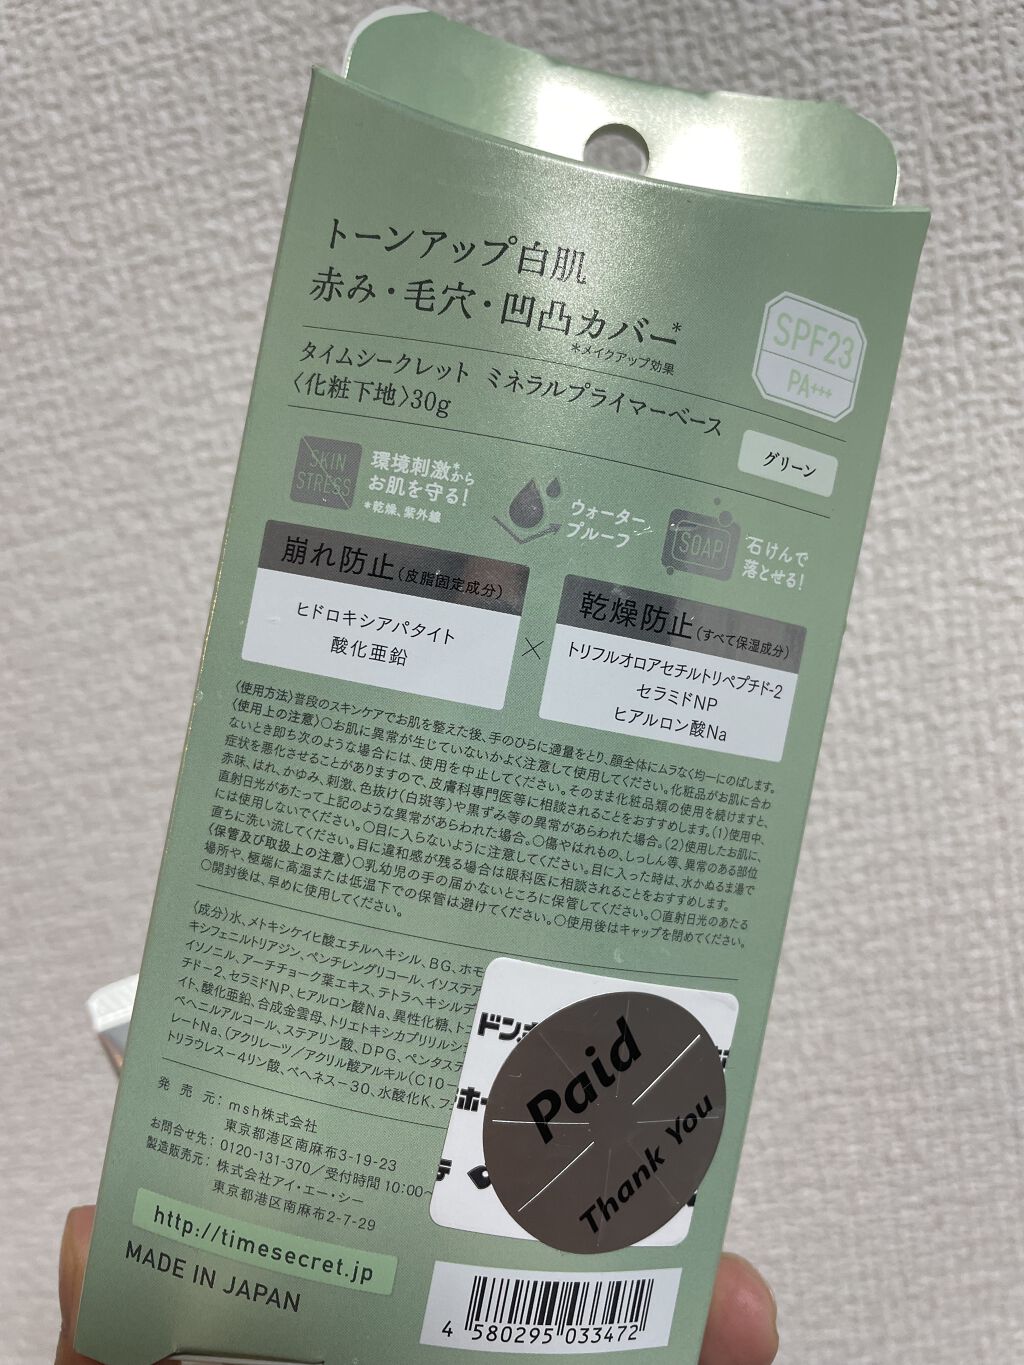 トーンアップ白肌
赤み・毛穴・凹凸カバー*
*メイクアップ効果
SPF23
PA+++
タイムシークレット ミネラルプライマーベース
〈化粧下地〉30g
グリーン
SKIN
STRESS
環境刺激*から
お肌を守る!
*乾燥、紫外線
ウォーター
プルーフ
SOAP
石けんで
落とせる!
崩れ防止(皮脂固定成分)
ヒドロキシアパタイト
酸化亜鉛
×
乾燥防止(すべて保湿成分)
トリフルオロアセチルトリペプチド-2
セラミドNP
ヒアルロン酸Na
〈使用方法〉普段のスキンケアでお肌を整えた後、手のひらに適量をとり、顔全体にムラなく均一にのばします。
〈使用上の注意〉○お肌に異常が生じていないかよく注意して使用してください。化粧品がお肌に合わ
ないとき即ち次のような場合には、使用を中止してください。そのまま化粧品類の使用を続けますと、
症状を悪化させることがありますので、皮膚科専門医等に相談されることをおすすめします。(1)使用中、
赤味、はれ、かゆみ、刺激、色抜け(白斑等)や黒ずみ等の異常があらわれた場合。(2)使用したお肌に、
直射日光があたって上記のような異常があらわれた場合。○傷やはれもの、しっしん等、異常のある部位
には使用しないでください。○目に入らないように注意してください。目に入った時は、水かぬるま湯で
直ちに洗い流してください。目に違和感が残る場合は眼科医に相談されることをおすすめします。
〈保管及び取扱上の注意〉○乳幼児の手の届かないところに保管してください。○直射日光のあたる
場所や、極端に高温または低温下での保管は避けてください。○使用後はキャップを閉めてください。
○開封後は、早めに使用してください。
〈成分〉水、メトキシケイヒ酸エチルヘキシル、BG、ホモ
キシフェニルトリアジン、ペンチレングリコール、イソステア
イソノニル、アーチチョーク葉エキス、テトラヘキシルデ
チド-2、セラミドNP、ヒアルロン酸Na、異性化糖、ト
イト、酸化亜鉛、合成金雲母、トリエトキシカプリリルシ
ベヘニルアルコール、ステアリン酸、DPG、ペンタステ
レートNa、(アクリレーツ/アクリル酸アルキル(C10-
トリラウレス-4リン酸、ベヘネス-30、水酸化K、フ
ドン
ホー
Paid
Thank You
発売元:msh株式会社
東京都港区南麻布3-19-23
お問合せ先:0120-131-370/受付時間 10:00~
製造販売元:株式会社アイ・エー・シー
東京都港区南麻布2-7-29
http://timesecret.jp
MADE IN JAPAN
4 580295 033472